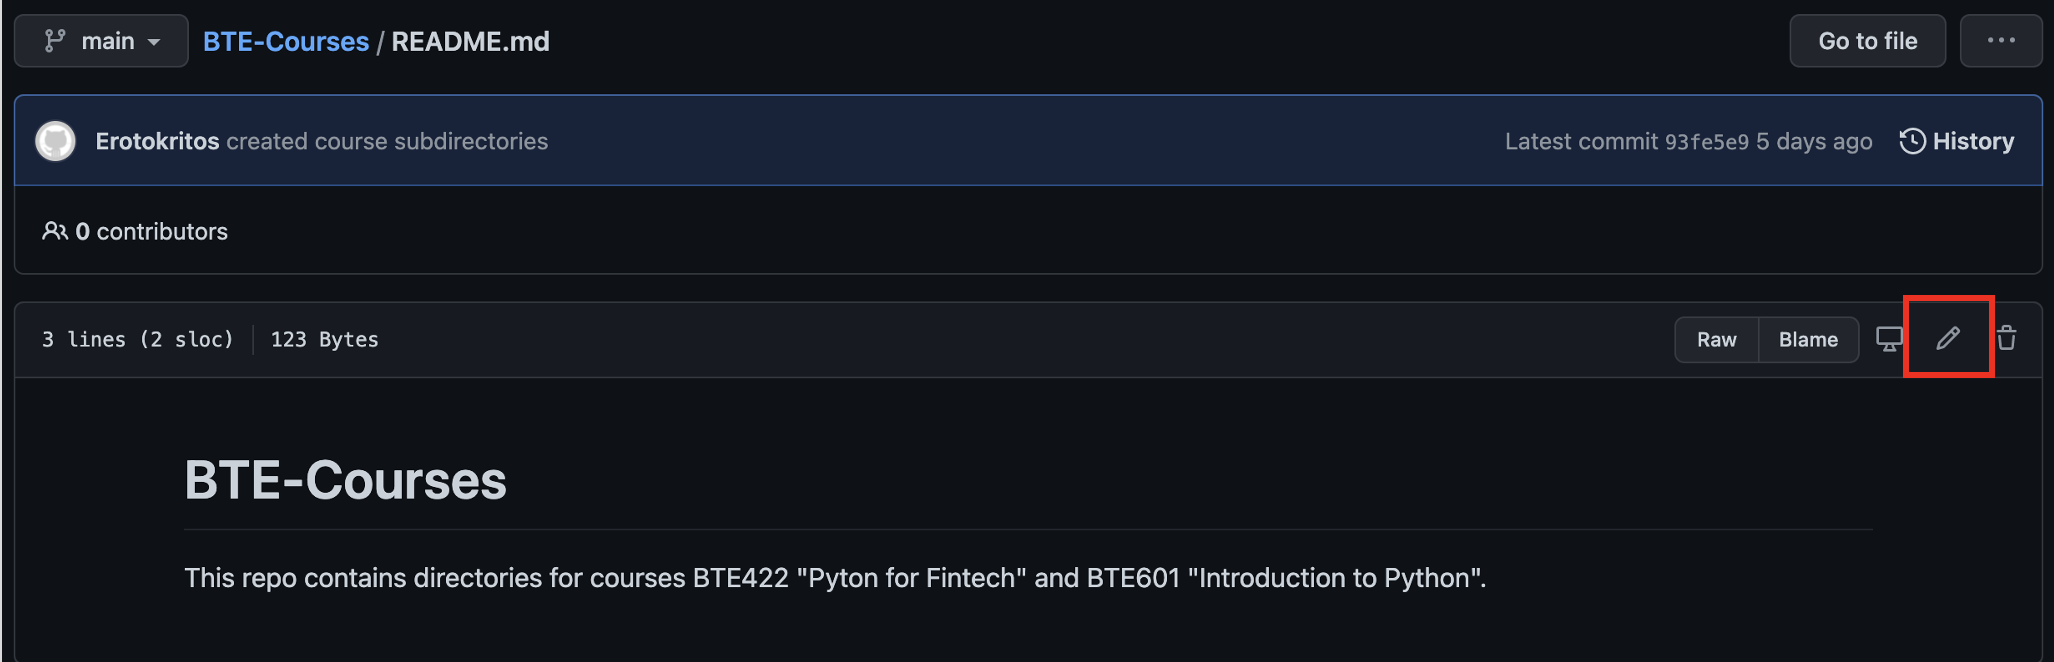 main BTE-Courses / README.md Go to file ...
Erotokritos created course subdirectories Latest commit 93fe5e9 5 days ago History
0 contributors
3 lines (2 sloc) 123 Bytes Raw Blame
BTE-Courses
This repo contains directories for courses BTE422 "Pyton for Fintech" and BTE601 "Introduction to Python".